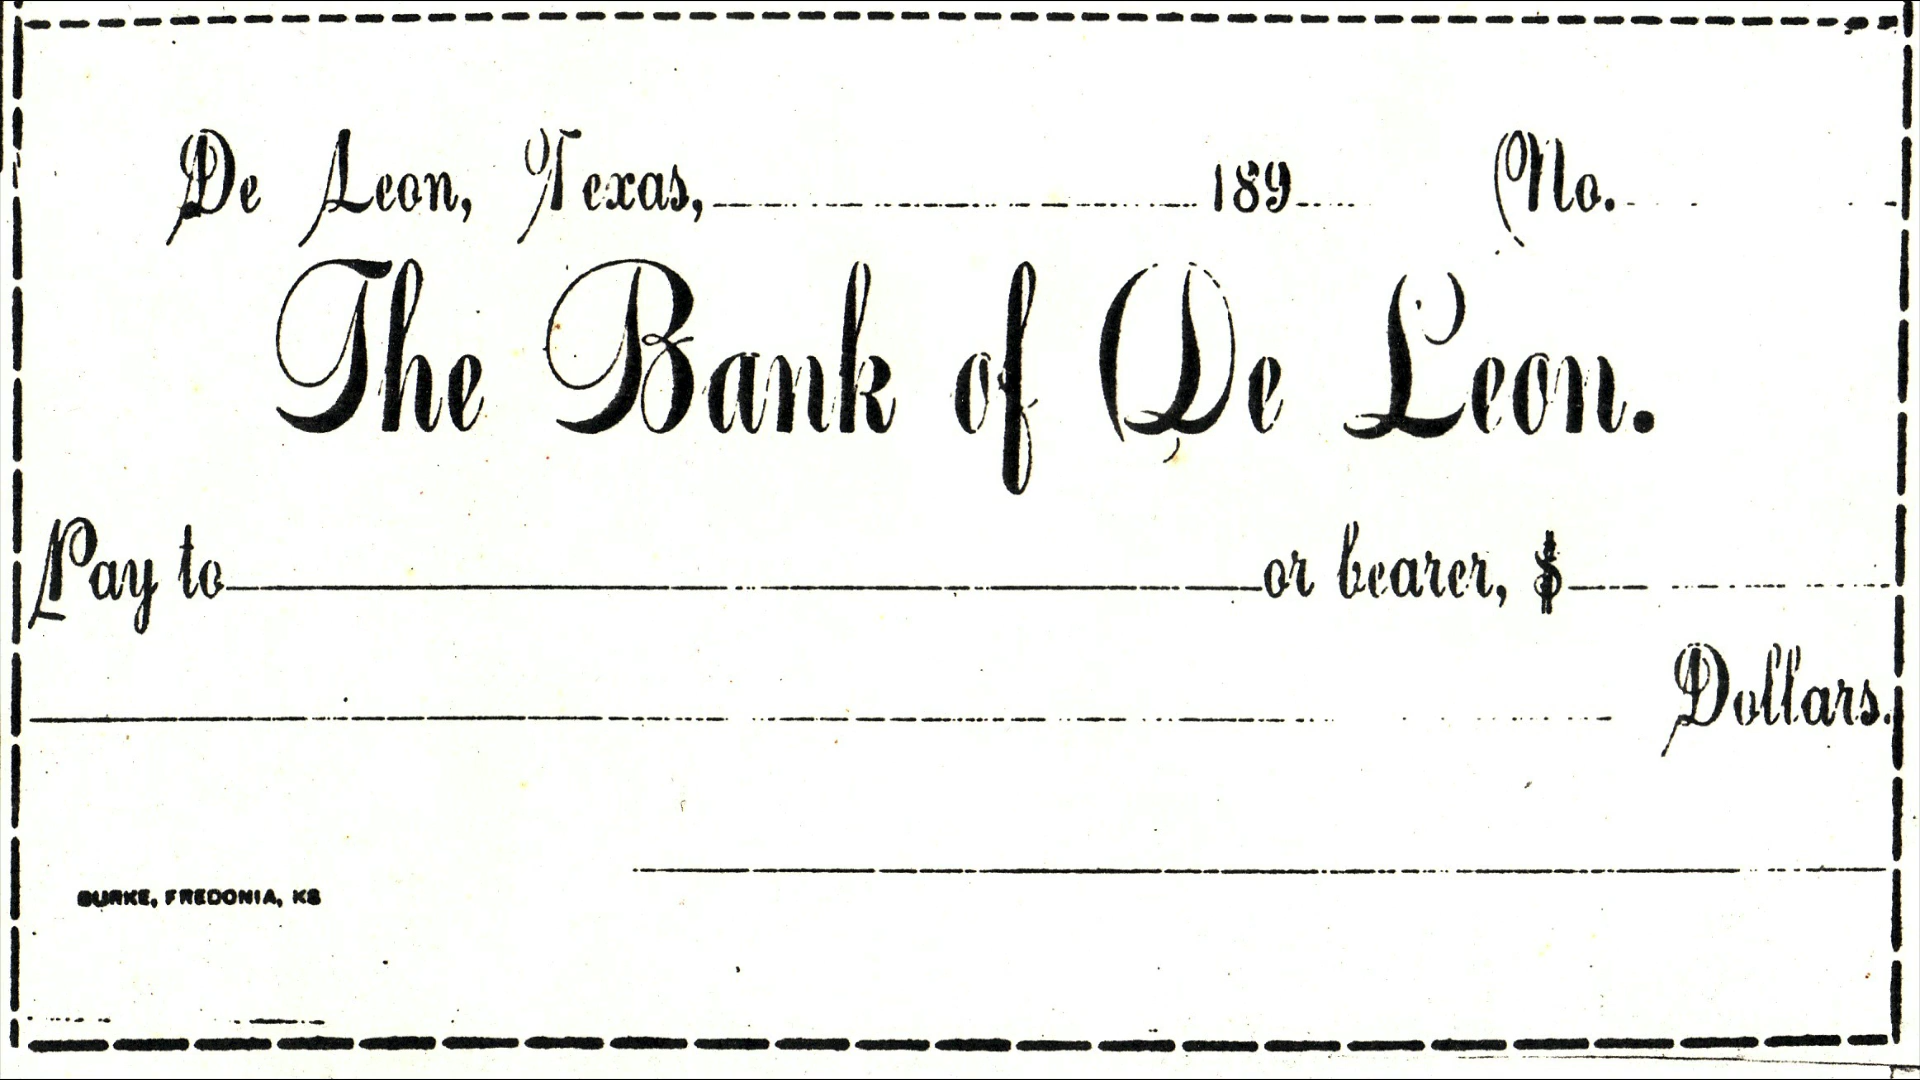 De Leon, Texas, 189 No.
The Bank of De Leon.
Pay to or bearer, $
Dollars.
BURKE, FREDONIA, KS